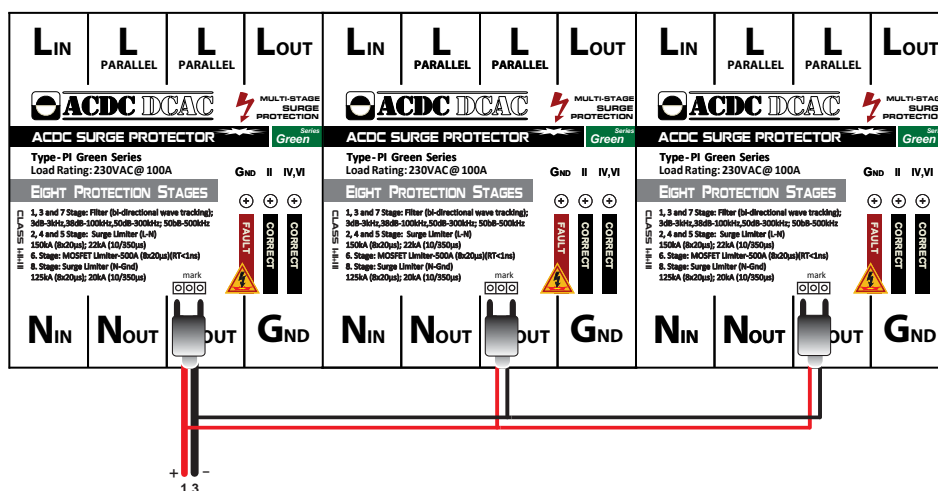 LIN L PARALLEL L PARALLEL LOUT
ACDC DCAC
MULTI-STAGE
SURGE
PROTECTION
ACDC SURGE PROTECTOR
Series
Green
Type-PI Green Series
Load Rating: 230VAC@ 100A
GND II IV,VI
EIGHT PROTECTION STAGES
CLASS I-II-III
1, 3 and 7 Stage: Filter (bi-directional wave tracking);
3dB-3kHz,38dB-100kHz,50dB-300kHz; 50bB-500kHz
2, 4 and 5 Stage: Surge Limiter (L-N)
150kA (8x20µs); 22kA (10/350µs)
6. Stage: MOSFET Limiter-500A (8x20µs)(RT<1ns)
8. Stage: Surge Limiter (N-Gnd)
125kA (8x20µs); 20kA (10/350µs)
FAULT
CORRECT
CORRECT
mark
NIN NOUT OUT GND
LIN L PARALLEL L PARALLEL LOUT
ACDC DCAC
MULTI-STAGE
SURGE
PROTECTION
ACDC SURGE PROTECTOR
Series
Green
Type-PI Green Series
Load Rating: 230VAC@ 100A
GND II IV,VI
EIGHT PROTECTION STAGES
CLASS I-II-III
1, 3 and 7 Stage: Filter (bi-directional wave tracking);
3dB-3kHz,38dB-100kHz,50dB-300kHz; 50bB-500kHz
2, 4 and 5 Stage: Surge Limiter (L-N)
150kA (8x20µs); 22kA (10/350µs)
6. Stage: MOSFET Limiter-500A (8x20µs)(RT<1ns)
8. Stage: Surge Limiter (N-Gnd)
125kA (8x20µs); 20kA (10/350µs)
FAULT
CORRECT
CORRECT
mark
NIN NOUT OUT GND
LIN L PARALLEL L PARALLEL LOUT
ACDC DCAC
MULTI-STAGE
SURGE
PROTECTION
ACDC SURGE PROTECTOR
Series
Green
Type-PI Green Series
Load Rating: 230VAC@ 100A
GND II IV,VI
EIGHT PROTECTION STAGES
CLASS I-II-III
1, 3 and 7 Stage: Filter (bi-directional wave tracking);
3dB-3kHz,38dB-100kHz,50dB-300kHz; 50bB-500kHz
2, 4 and 5 Stage: Surge Limiter (L-N)
150kA (8x20µs); 22kA (10/350µs)
6. Stage: MOSFET Limiter-500A (8x20µs)(RT<1ns)
8. Stage: Surge Limiter (N-Gnd)
125kA (8x20µs); 20kA (10/350µs)
FAULT
CORRECT
CORRECT
mark
NIN NOUT OUT GND
+ −
1 3